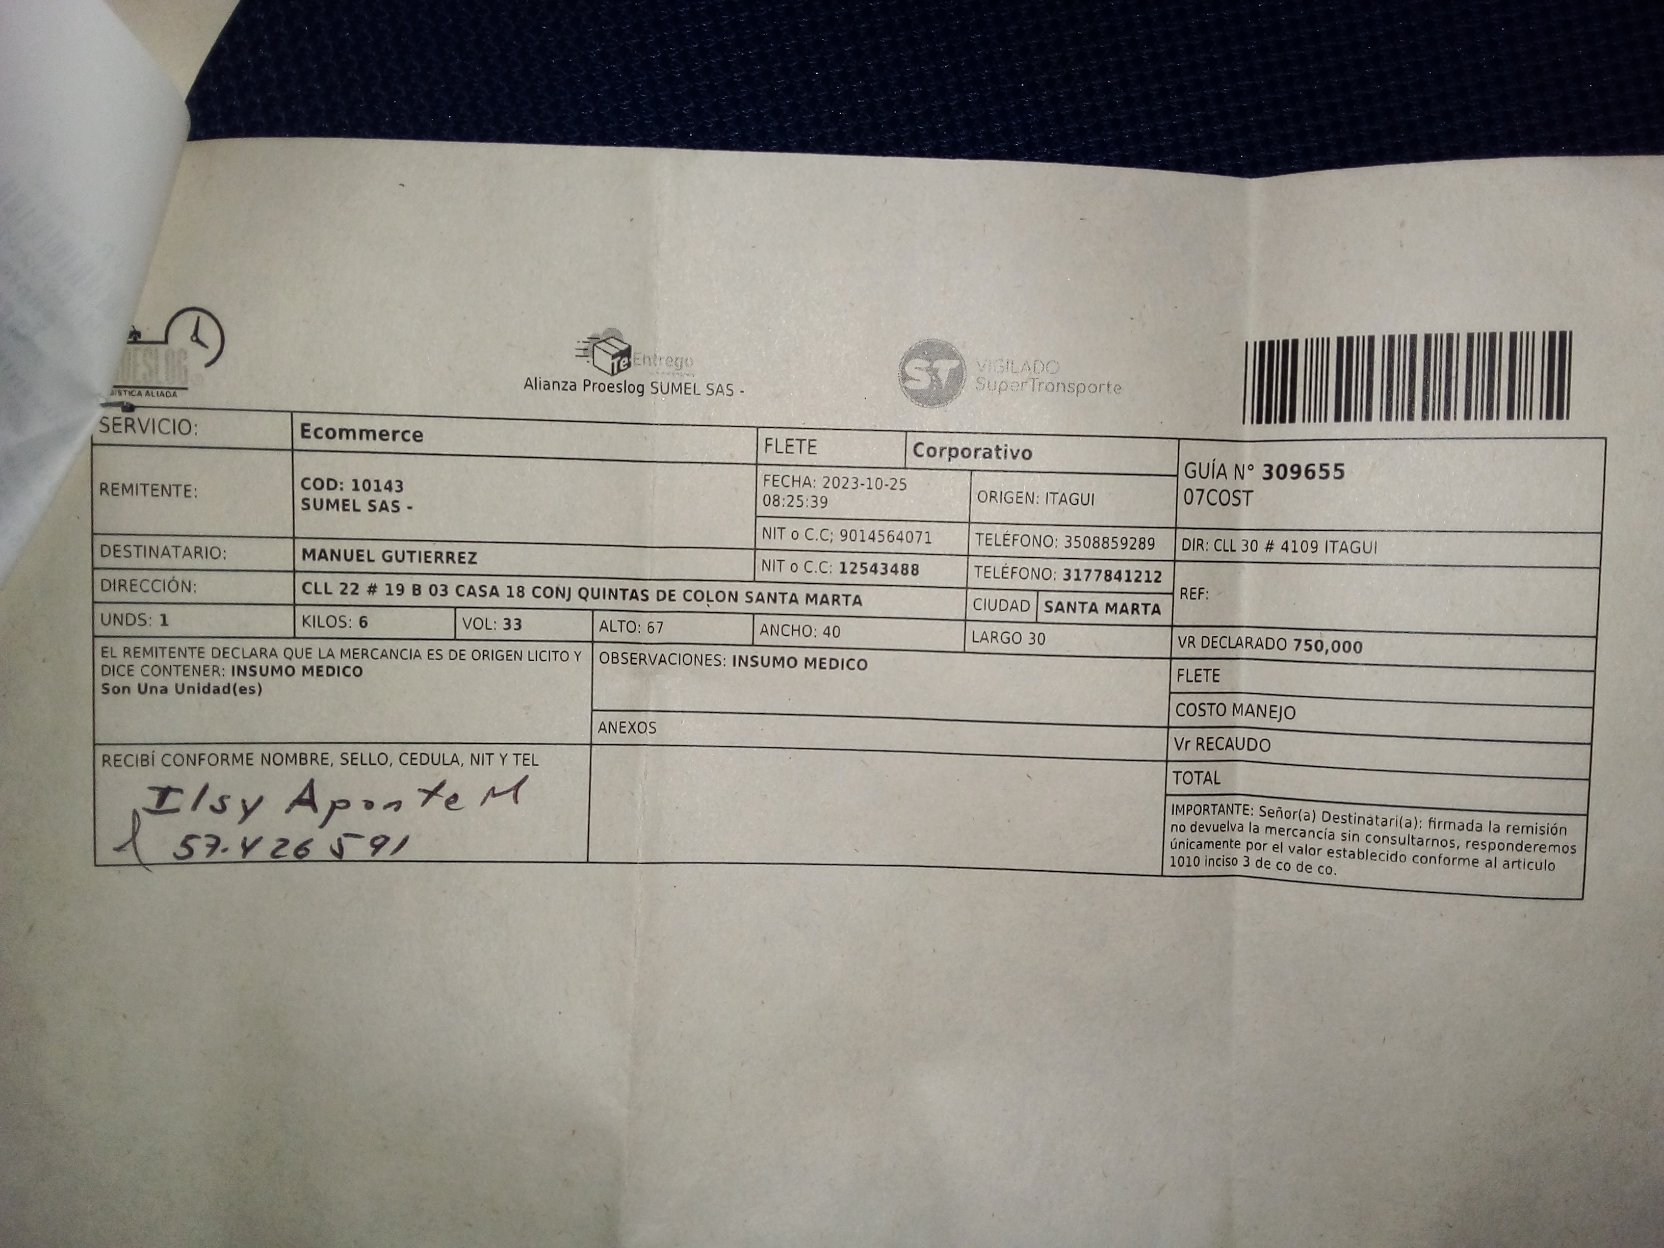 ÍSTICA ALIADA
Te Entrego
Alianza Proeslog SUMEL SAS -
ST VIGILADO
SuperTransporte
SERVICIO: Ecommerce FLETE Corporativo
GUÍA N° 309655
07COST
REMITENTE:
COD: 10143
SUMEL SAS -
FECHA: 2023-10-25
08:25:39
ORIGEN: ITAGUI
NIT o C.C; 9014564071 TELÉFONO: 3508859289 DIR: CLL 30 # 4109 ITAGUI
DESTINATARIO: MANUEL GUTIERREZ NIT o C.C: 12543488 TELÉFONO: 3177841212
REF:
DIRECCIÓN: CLL 22 # 19 B 03 CASA 18 CONJ QUINTAS DE COLON SANTA MARTA CIUDAD SANTA MARTA
UNDS: 1 KILOS: 6 VOL: 33 ALTO: 67 ANCHO: 40 LARGO 30 VR DECLARADO 750,000
EL REMITENTE DECLARA QUE LA MERCANCIA ES DE ORIGEN LICITO Y
DICE CONTENER: INSUMO MEDICO
Son Una Unidad(es)
OBSERVACIONES: INSUMO MEDICO
FLETE
COSTO MANEJO
ANEXOS
Vr RECAUDO
TOTAL
RECIBÍ CONFORME NOMBRE, SELLO, CEDULA, NIT Y TEL
Ilsy Aponte M
57.426591
IMPORTANTE: Señor(a) Destinatari(a): firmada la remisión
no devuelva la mercancía sin consultarnos, responderemos
únicamente por el valor establecido conforme al articulo
1010 inciso 3 de co de co.